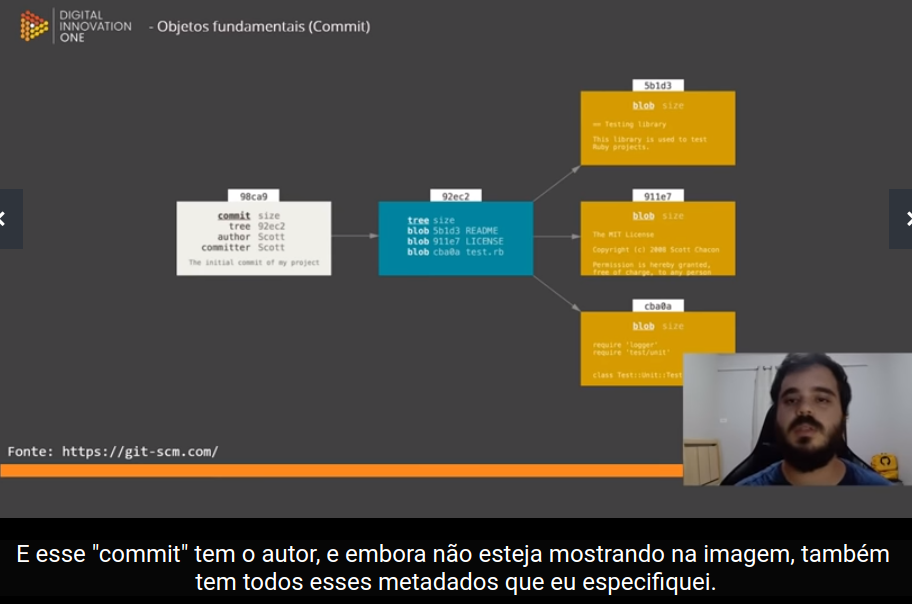 DIGITAL
INNOVATION
ONE
- Objetos fundamentais (Commit)
5b1d3
blob size
== Testing library
This library is used to test
Ruby projects.
98ca9
commit size
tree 92ec2
author Scott
committer Scott
The initial commit of my project
92ec2
tree size
blob 5b1d3 README
blob 911e7 LICENSE
blob cba0a test.rb
911e7
blob size
The MIT License
Copyright (c) 2008 Scott Chacon
Permission is hereby granted,
free of charge, to any person
cba0a
blob size
require 'logger'
require 'test/unit'
class Test::Unit::Test
Fonte: https://git-scm.com/
E esse "commit" tem o autor, e embora não esteja mostrando na imagem, também
tem todos esses metadados que eu especifiquei.